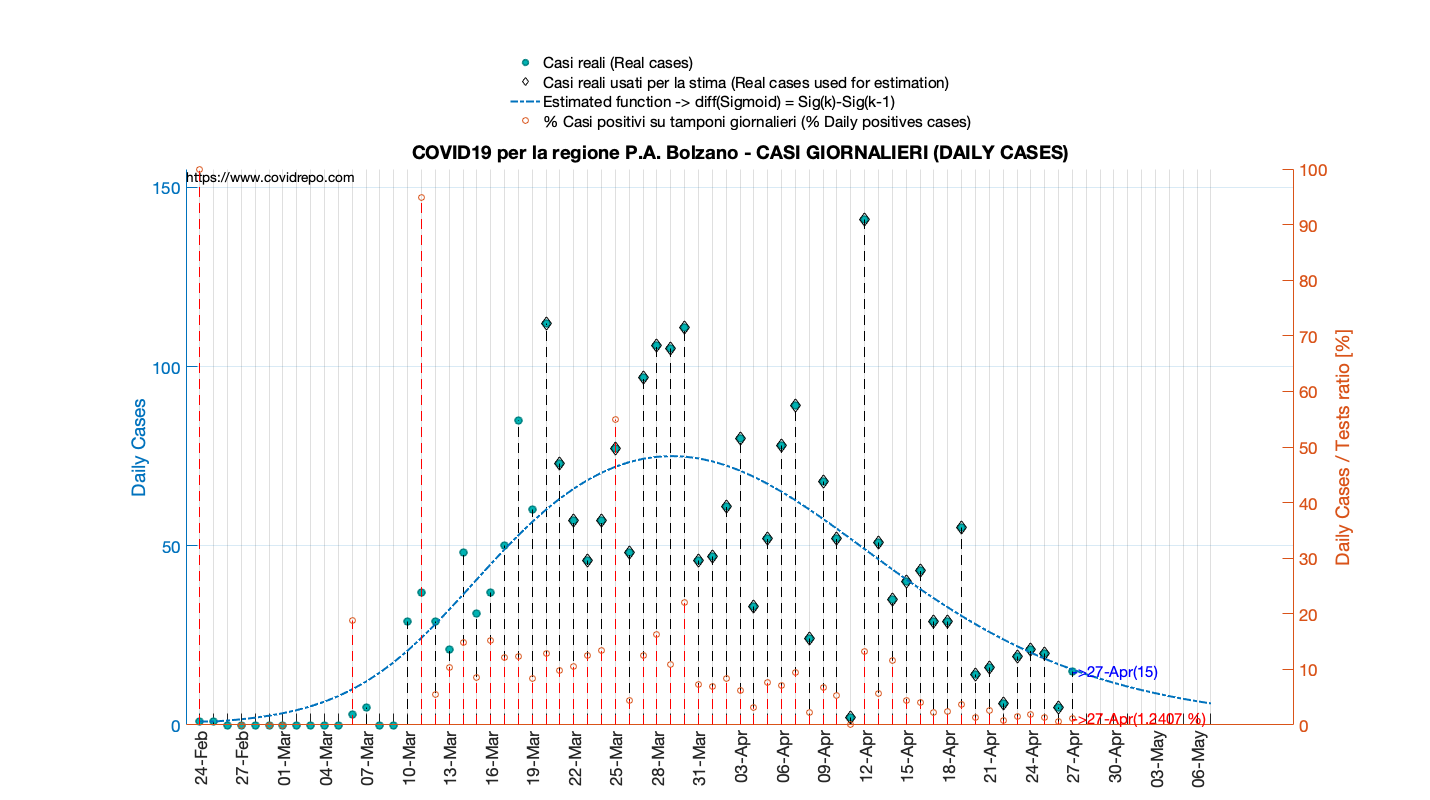 Casi reali (Real cases)
Casi reali usati per la stima (Real cases used for estimation)
Estimated function -> diff(Sigmoid) = Sig(k)-Sig(k-1)
% Casi positivi su tamponi giornalieri (% Daily positives cases)
COVID19 per la regione P.A. Bolzano - CASI GIORNALIERI (DAILY CASES)
https://www.covidrepo.com
150
100
50
0
Daily Cases
100
90
80
70
60
50
40
30
20
10
0
Daily Cases / Tests ratio [%]
>27-Apr(15)
>27-Apr(1.2407 %)
24-Feb
27-Feb
01-Mar
04-Mar
07-Mar
10-Mar
13-Mar
16-Mar
19-Mar
22-Mar
25-Mar
28-Mar
31-Mar
03-Apr
06-Apr
09-Apr
12-Apr
15-Apr
18-Apr
21-Apr
24-Apr
27-Apr
30-Apr
03-May
06-May